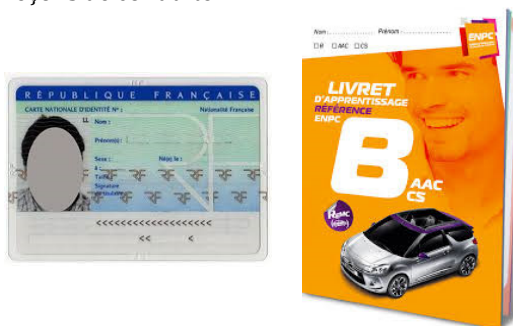 RÉPUBLIQUE FRANÇAISE
CARTE NATIONALE D'IDENTITÉ N° :
Nationalité Française
Nom :
Prénom(s) :
Sexe :
Né(e) le :
à :
Taille
Signature
<<<<<<<<<<<<<<<<<<<<
<< <
Nom : Prénom :
□B □AAC □CS
ENPC
LIVRET
D'APPRENTISSAGE
RÉFÉRENCE
ENPC
B
AAC
CS
REMC